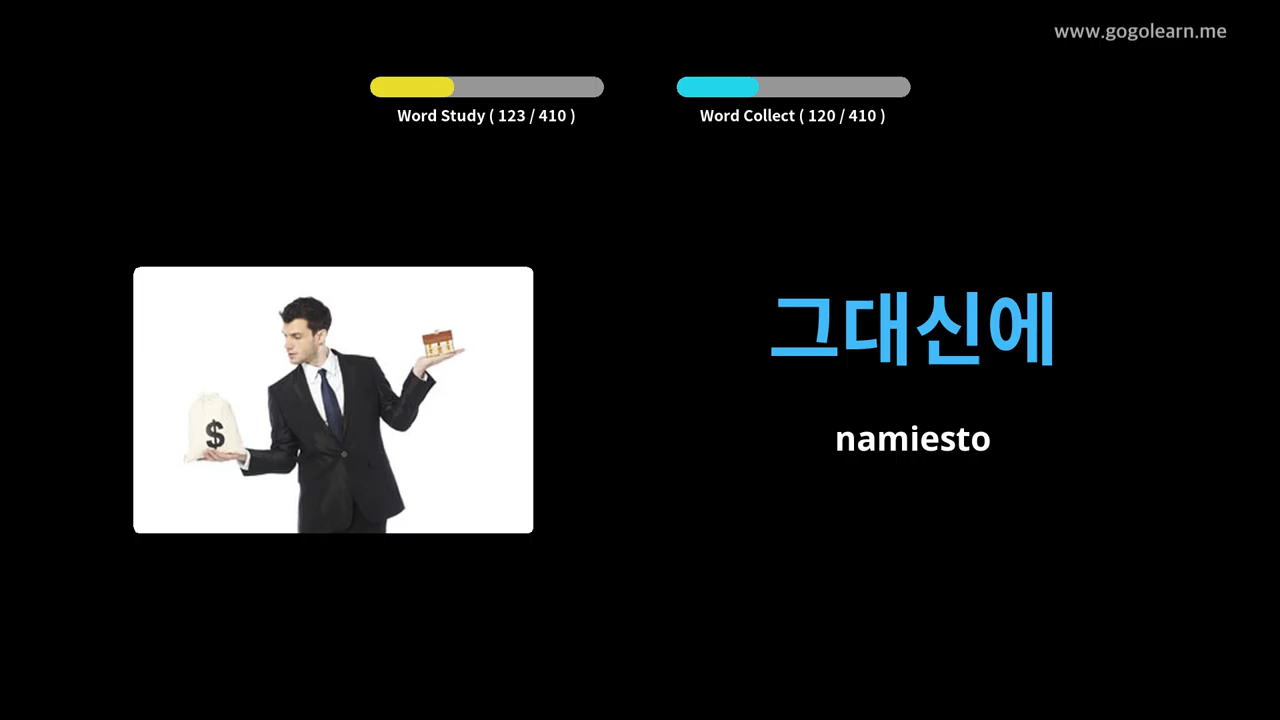 www.gogolearn.me
Word Study ( 123 / 410 )
Word Collect ( 120 / 410 )
그대신에
$
namiesto